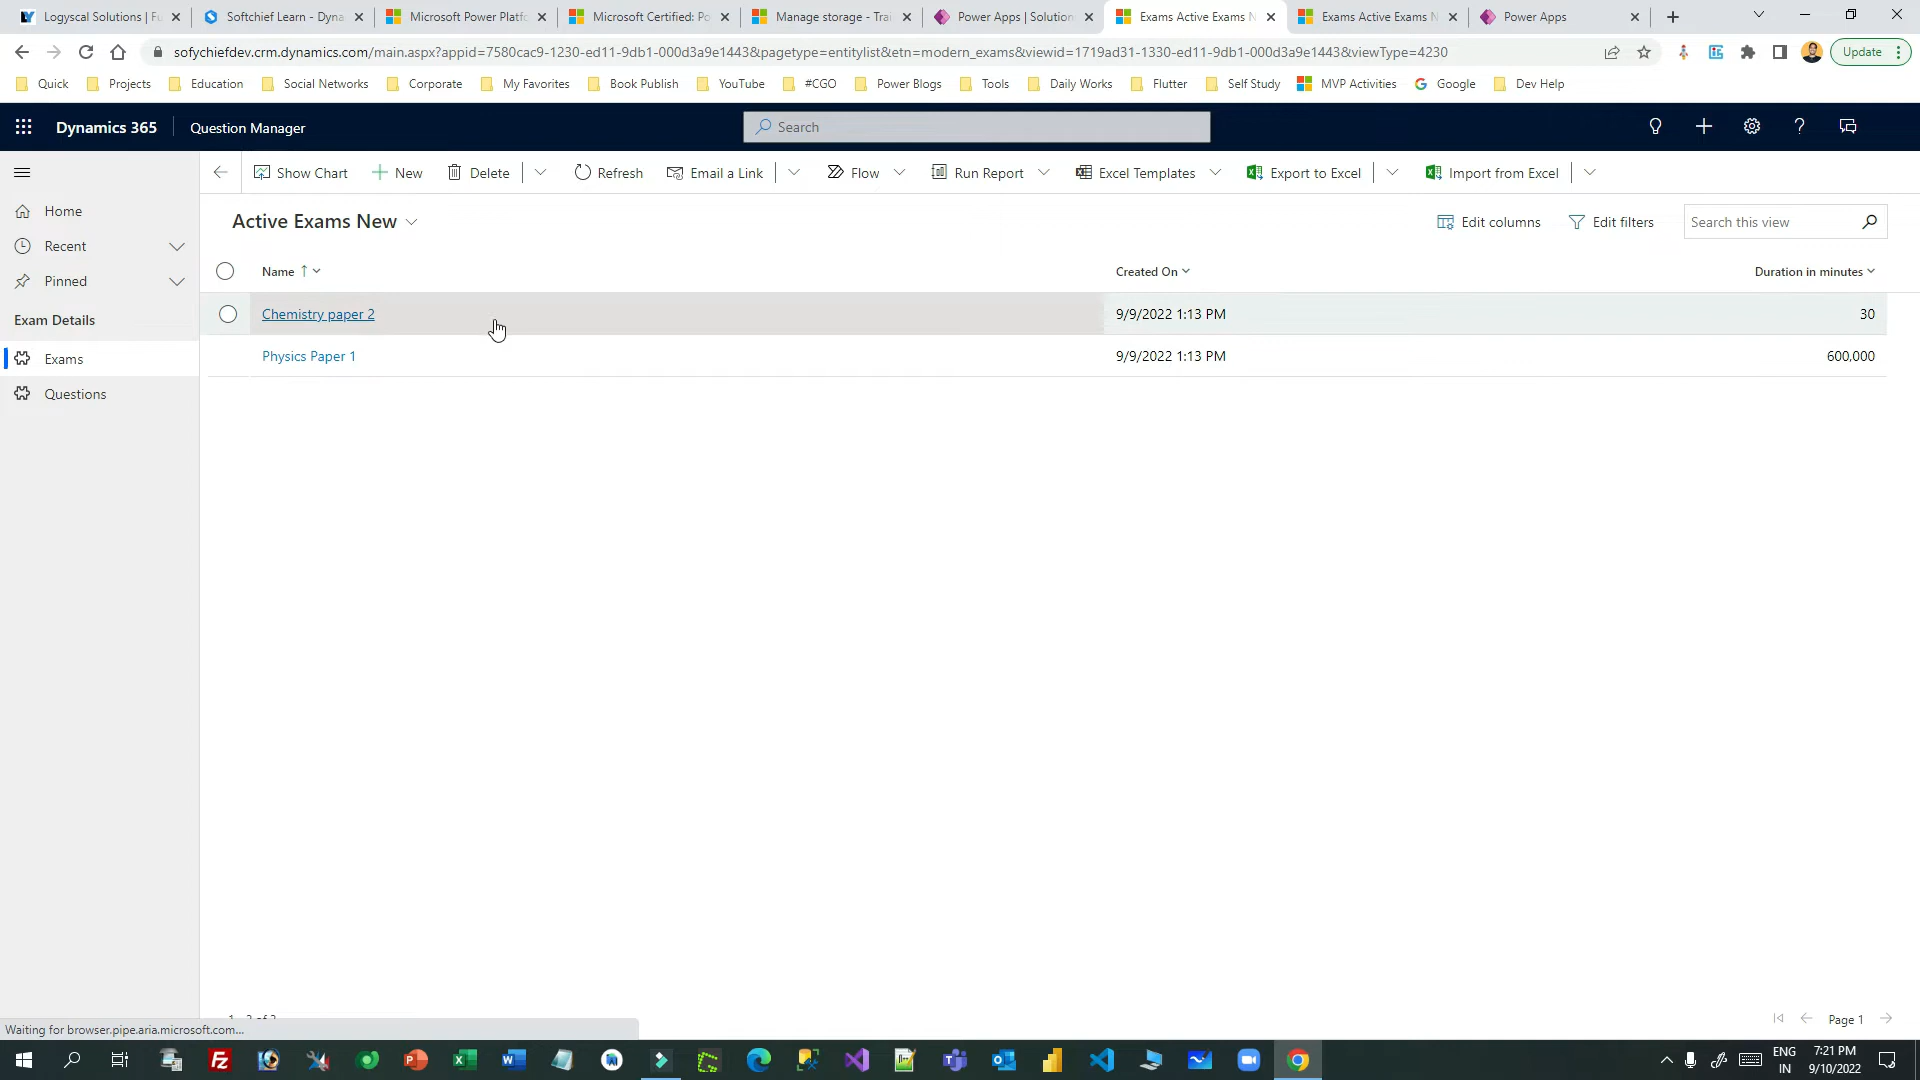 Logyscal Solutions | Fu
Softchief Learn - Dyna
Microsoft Power Platfo
Microsoft Certified: Po
Manage storage - Trai
Power Apps | Solution
Exams Active Exams N
Exams Active Exams N
Power Apps
sofychiefdev.crm.dynamics.com/main.aspx?appid=7580cac9-1230-ed11-9db1-000d3a9e1443&pagetype=entitylist&etn=modern_exams&viewid=1719ad31-1330-ed11-9db1-000d3a9e1443&viewType=4230
Update
Quick
Projects
Education
Social Networks
Corporate
My Favorites
Book Publish
YouTube
#CGO
Power Blogs
Tools
Daily Works
Flutter
Self Study
MVP Activities
Google
Dev Help
Dynamics 365
Question Manager
Search
Show Chart
New
Delete
Refresh
Email a Link
Flow
Run Report
Excel Templates
Export to Excel
Import from Excel
Home
Recent
Pinned
Exam Details
Exams
Questions
Active Exams New
Edit columns
Edit filters
Search this view
Name ↑
Created On
Duration in minutes
Chemistry paper 2
9/9/2022 1:13 PM
30
Physics Paper 1
9/9/2022 1:13 PM
600,000
Page 1
Waiting for browser.pipe.aria.microsoft.com...
ENG
IN
7:21 PM
9/10/2022